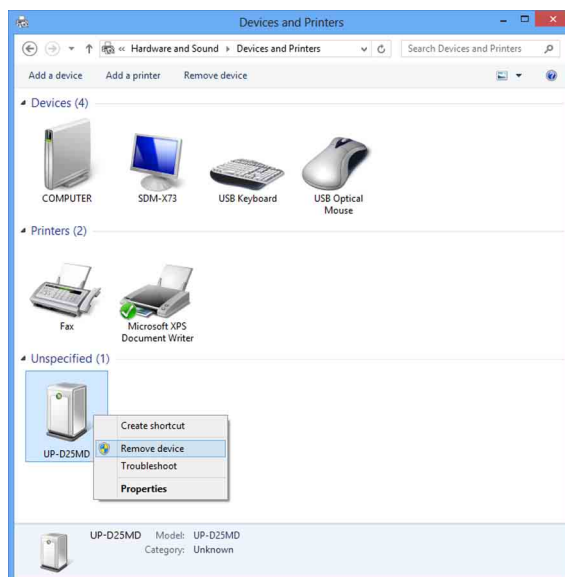 Devices and Printers
« Hardware and Sound Devices and Printers Search Devices and Printers
Add a device Add a printer Remove device
Devices (4)
COMPUTER SDM-X73 USB Keyboard USB Optical
Mouse
Printers (2)
Fax Microsoft XPS
Document Writer
Unspecified (1)
UP-D25MD
Create shortcut
Remove device
Troubleshoot
Properties
UP-D25MD Model: UP-D25MD
Category: Unknown